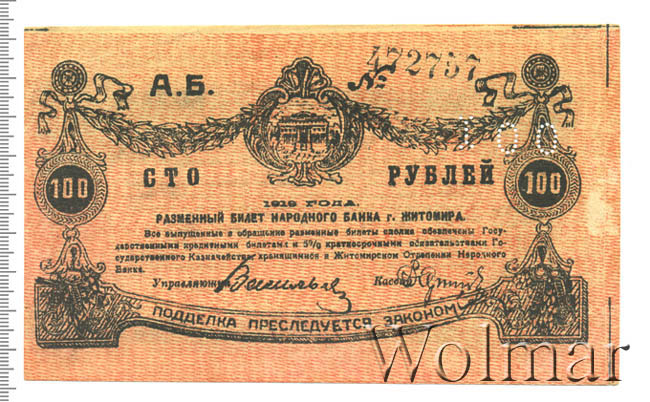 А.Б. № 472757
100
СТО РУБЛЕЙ
100 100
1919 ГОДА.
РАЗМЕННЫЙ БИЛЕТ НАРОДНОГО БАНКА г. ЖИТОМИРА.
Все выпущенные в обращение разменные билеты сполна обеспечены Госу-
дарственными кредитными билетами и 5% краткосрочными обязательствами Го-
сударственного Казначейства хранящимися в Житомирском Отделении Народного
Банка.
Управляющий Васильев Кассир
ПОДДЕЛКА ПРЕСЛЕДУЕТСЯ ЗАКОНОМ
Wolmar